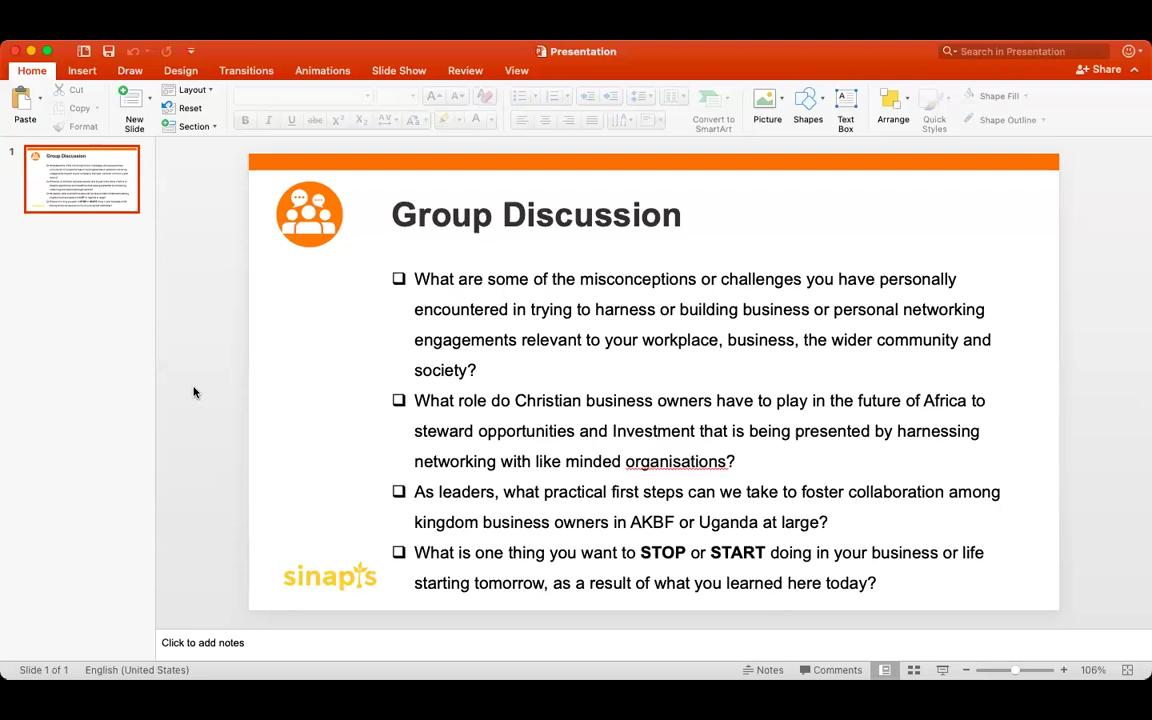 Presentation
Search in Presentation
Home
Insert
Draw
Design
Transitions
Animations
Slide Show
Review
View
Share
Paste
Cut
Copy
Format
New
Slide
Layout
Reset
Section
B
I
U
abc
X²
X₂
AV
Convert to
SmartArt
Picture
Shapes
Text
Box
Arrange
Quick
Styles
Shape Fill
Shape Outline
1
Group Discussion
Group Discussion
What are some of the misconceptions or challenges you have personally
encountered in trying to harness or building business or personal networking
engagements relevant to your workplace, business, the wider community and
society?
What role do Christian business owners have to play in the future of Africa to
steward opportunities and Investment that is being presented by harnessing
networking with like minded organisations?
As leaders, what practical first steps can we take to foster collaboration among
kingdom business owners in AKBF or Uganda at large?
What is one thing you want to STOP or START doing in your business or life
starting tomorrow, as a result of what you learned here today?
sinapis
Click to add notes
Slide 1 of 1
English (United States)
Notes
Comments
106%